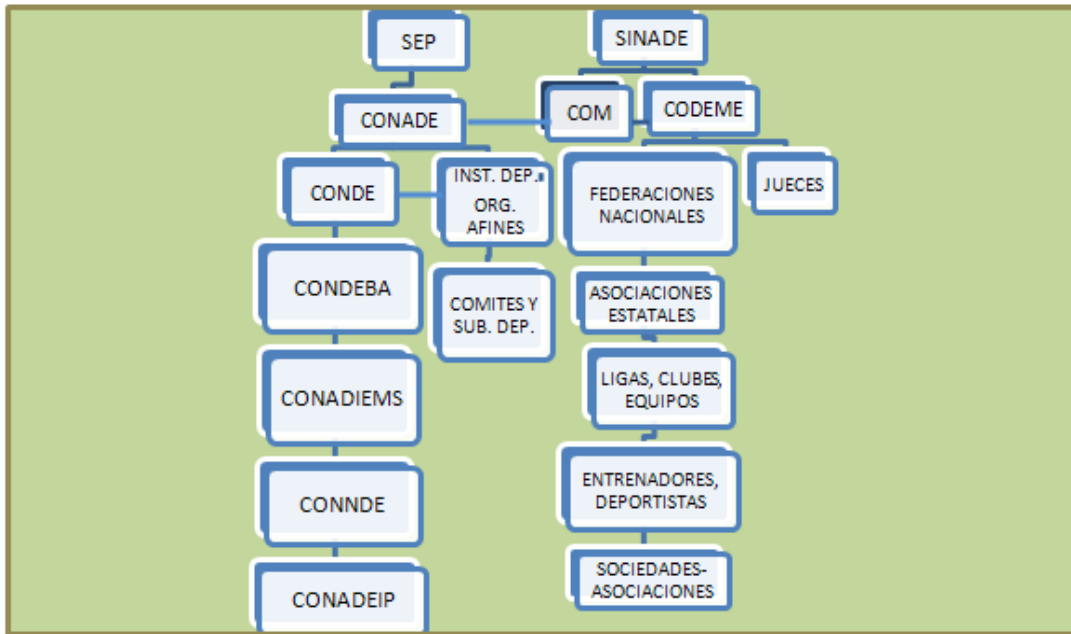 SEP
SINADE
CONADE
COM
CODEME
CONDE
INST. DEP.
ORG.
AFINES
FEDERACIONES
NACIONALES
JUECES
CONDEBA
COMITES Y
SUB. DEP.
ASOCIACIONES
ESTATALES
CONADIEMS
LIGAS, CLUBES,
EQUIPOS
CONNDE
ENTRENADORES,
DEPORTISTAS
CONADEIP
SOCIEDADES-
ASOCIACIONES